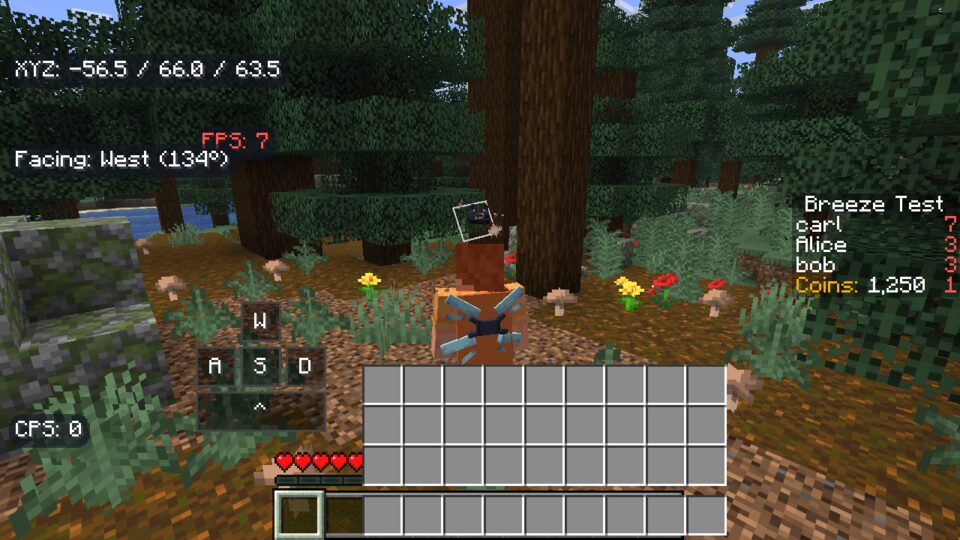 XYZ: -56.5 / 66.0 / 63.5
FPS: 7
Facing: West (134°)
Breeze Test
carl 7
Alice 3
bob 3
Coins: 1,250 1
W
A S D
^
CPS: 0